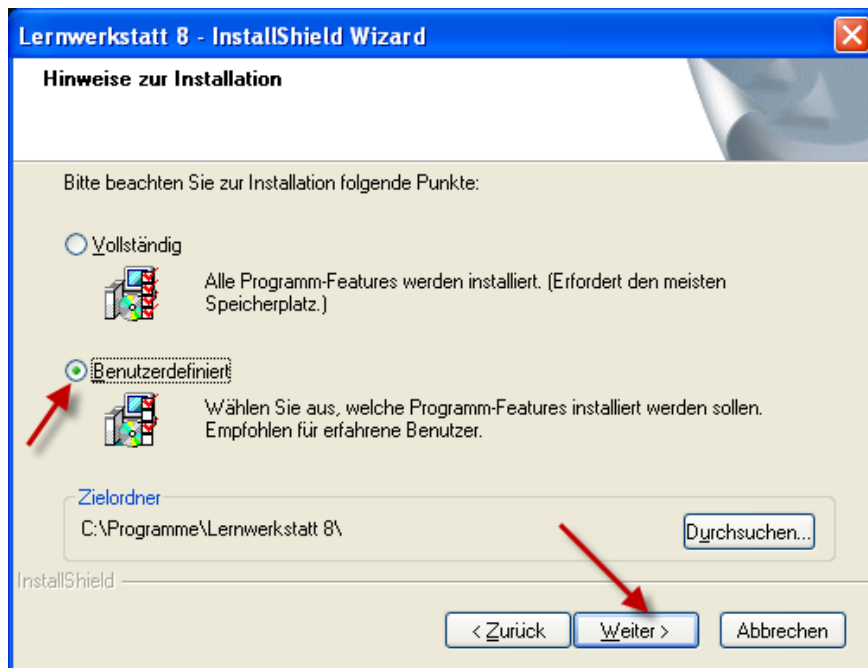 Lernwerkstatt 8 - InstallShield Wizard
Hinweise zur Installation
Bitte beachten Sie zur Installation folgende Punkte:
Vollständig
Alle Programm-Features werden installiert. (Erfordert den meisten
Speicherplatz.)
Benutzerdefiniert
Wählen Sie aus, welche Programm-Features installiert werden sollen.
Empfohlen für erfahrene Benutzer.
Zielordner
C:\Programme\Lernwerkstatt 8\
Durchsuchen...
InstallShield
< Zurück
Weiter >
Abbrechen